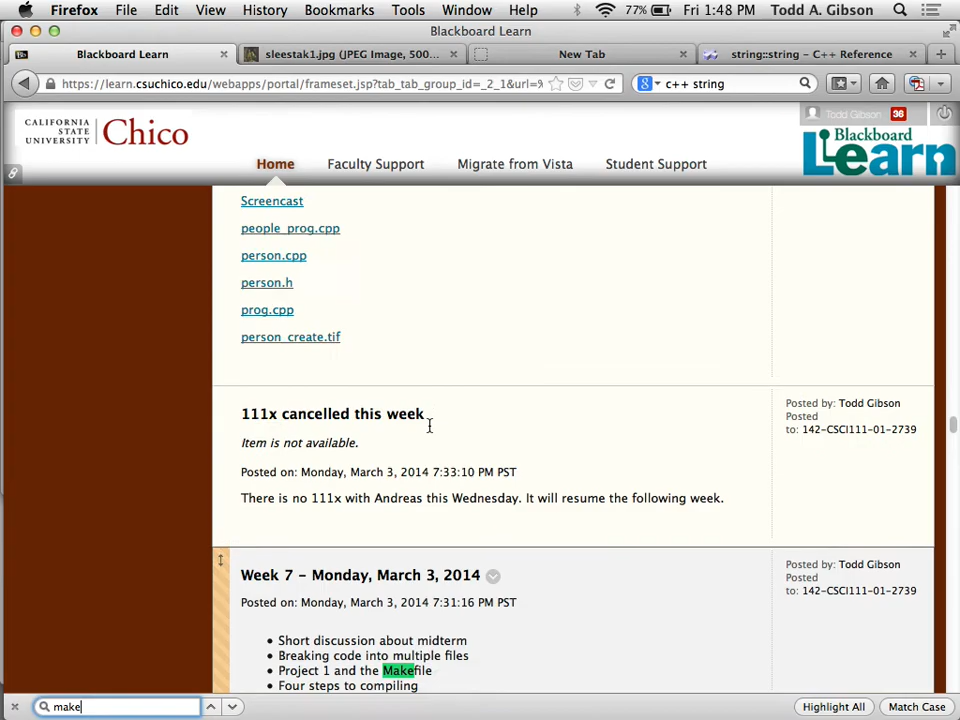 Firefox File Edit View History Bookmarks Tools Window Help 77% Fri 1:48 PM Todd A. Gibson
Blackboard Learn
Blackboard Learn sleestak1.jpg (JPEG Image, 500... New Tab string::string - C++ Reference
https://learn.csuchico.edu/webapps/portal/frameset.jsp?tab_tab_group_id=_2_1&url=% c++ string
CALIFORNIA
STATE
UNIVERSITY
Chico
Todd Gibson 36
Blackboard
Learn
Home Faculty Support Migrate from Vista Student Support
Screencast
people_prog.cpp
person.cpp
person.h
prog.cpp
person_create.tif
111x cancelled this week
Item is not available.
Posted on: Monday, March 3, 2014 7:33:10 PM PST
There is no 111x with Andreas this Wednesday. It will resume the following week.
Posted by: Todd Gibson
Posted
to: 142-CSCI111-01-2739
Week 7 – Monday, March 3, 2014
Posted on: Monday, March 3, 2014 7:31:16 PM PST
• Short discussion about midterm
• Breaking code into multiple files
• Project 1 and the Makefile
• Four steps to compiling
Posted by: Todd Gibson
Posted
to: 142-CSCI111-01-2739
make Highlight All Match Case